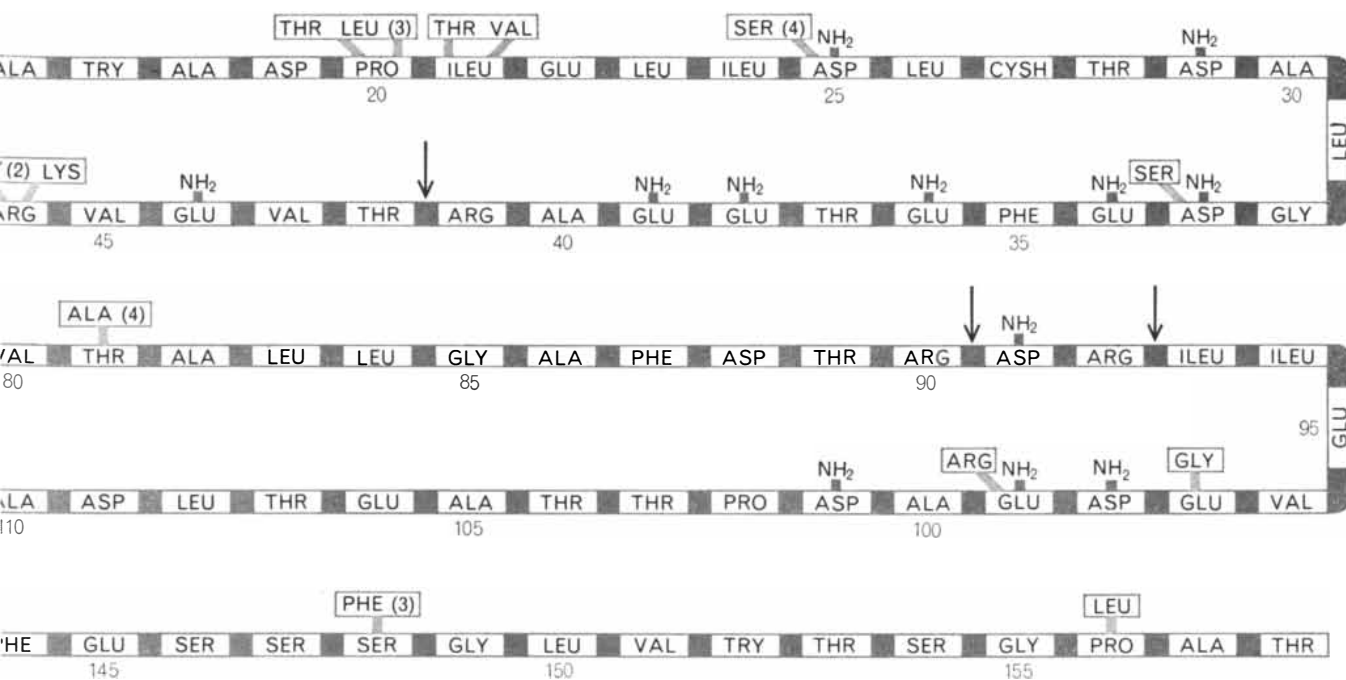 THR LEU (3) THR VAL SER (4) NH₂ NH₂
ALA TRY ALA ASP PRO ILEU GLU LEU ILEU ASP LEU CYSH THR ASP ALA
20 25 30
LEU
(2) LYS NH₂ NH₂ NH₂ NH₂ NH₂ SER NH₂
ARG VAL GLU VAL THR ARG ALA GLU GLU THR GLU PHE GLU ASP GLY
45 40 35
ALA (4) NH₂
VAL THR ALA LEU LEU GLY ALA PHE ASP THR ARG ASP ARG ILEU ILEU
80 85 90
95 GLU
NH₂ ARG NH₂ NH₂ GLY
ALA ASP LEU THR GLU ALA THR THR PRO ASP ALA GLU ASP GLU VAL
110 105 100
PHE (3) LEU
PHE GLU SER SER SER GLY LEU VAL TRY THR SER GLY PRO ALA THR
145 150 155